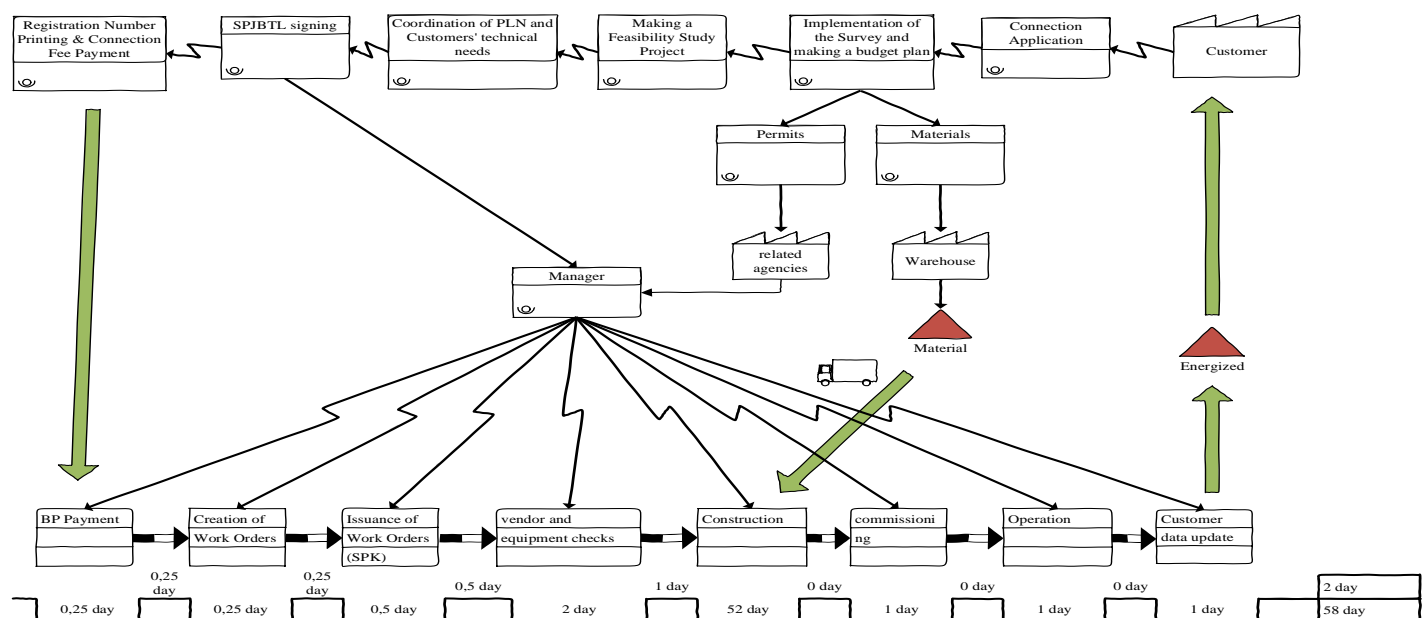 Registration Number
Printing & Connection
Fee Payment
SPJBTL signing
Coordination of PLN and
Customers' technical
needs
Making a
Feasibility Study
Project
Implementation of
the Survey and
making a budget plan
Connection
Application
Customer
Permits
Materials
related
agencies
Warehouse
Manager
Material
Energized
BP Payment
Creation of
Work Orders
Issuance of
Work Orders
(SPK)
vendor and
equipment checks
Construction
commissioni
ng
Operation
Customer
data update
0,25
day
0,25
day
0,5 day
1 day
0 day
0 day
0 day
2 day
0,25 day
0,25 day
0,5 day
2 day
52 day
1 day
1 day
1 day
58 day